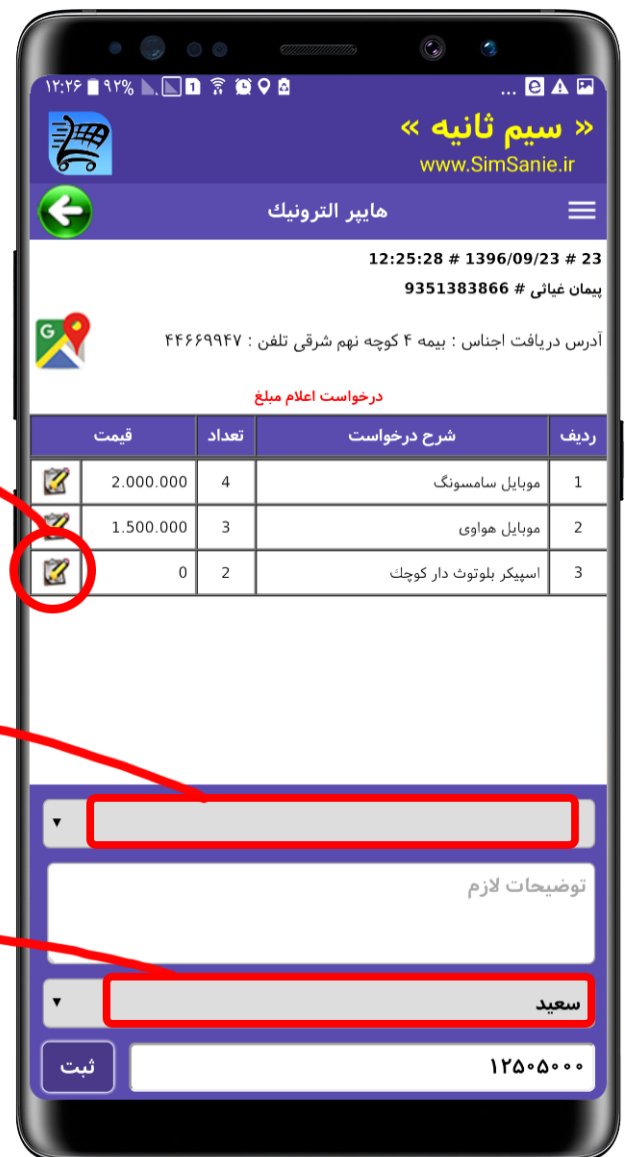 ۱۲:۲۶ ۹۲% 1 ...
« سیم ثانیه »
www.SimSanie.ir
هایپر الترونیك
23 # 1396/09/23 # 12:25:28
پیمان غیاثی # 9351383866
آدرس دریافت اجناس : بیمه ۴ کوچه نهم شرقی تلفن : ۴۴۶۶۹۹۴۷
درخواست اعلام مبلغ
ردیف شرح درخواست تعداد قیمت
1 موبایل سامسونگ 4 2.000.000
2 موبایل هواوی 3 1.500.000
3 اسپیکر بلوتوث دار کوچك 2 0
توضیحات لازم
سعید
۱۲۵۰۵۰۰۰
ثبت